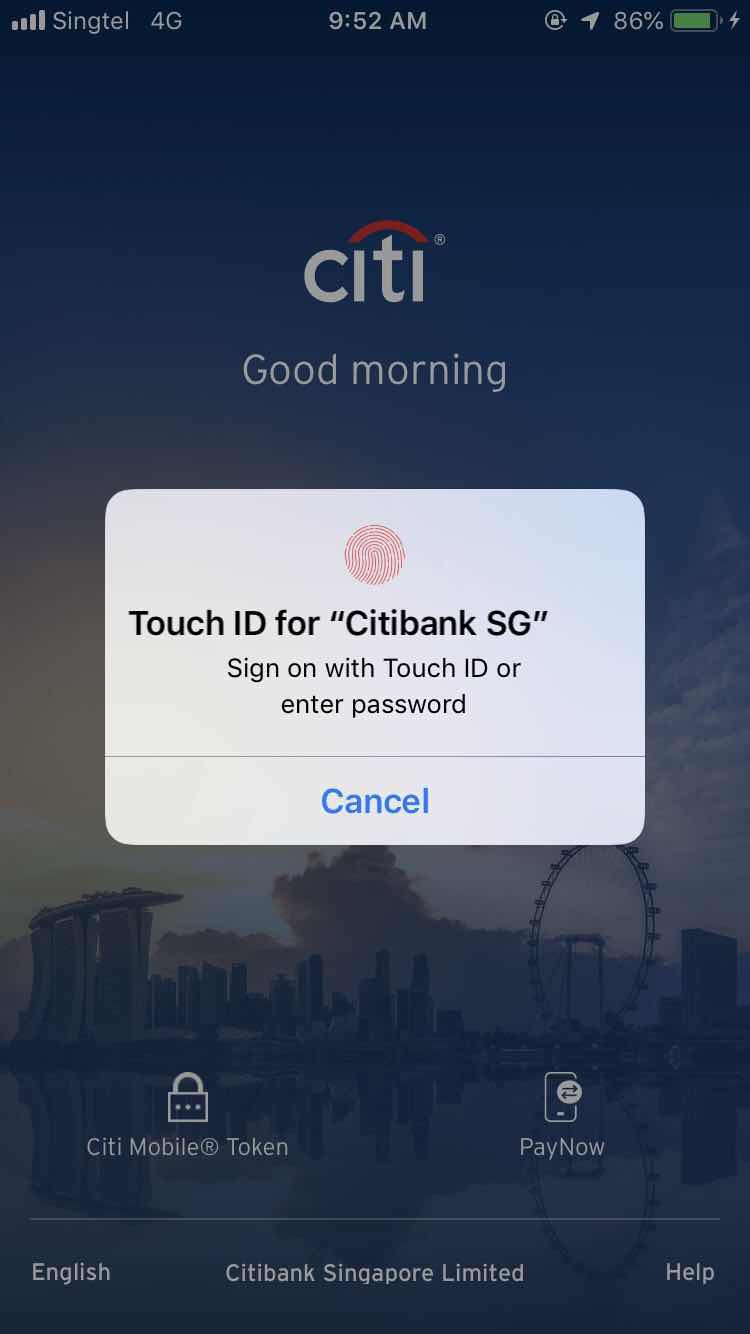 Singtel 4G 9:52 AM 86%
citi®
Good morning
Touch ID for “Citibank SG”
Sign on with Touch ID or
enter password
Cancel
Citi Mobile® Token PayNow
English Citibank Singapore Limited Help